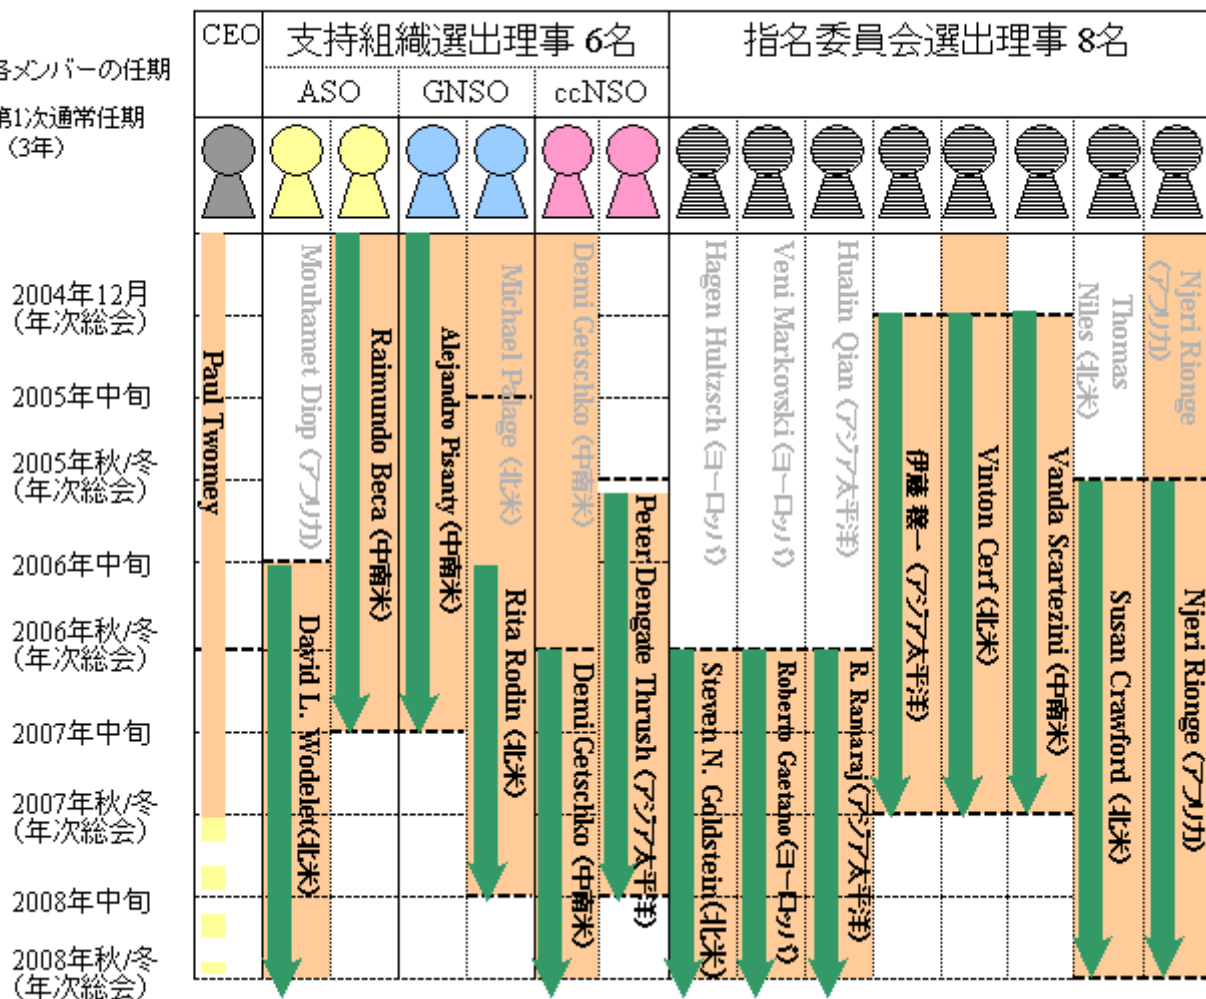 CEO
支持組織選出理事 6名
指名委員会選出理事 8名
各メンバーの任期
ASO
GNSO
ccNSO
第1次通常任期
(3年)
2004年12月
(年次総会)
2005年中旬
2005年秋/冬
(年次総会)
2006年中旬
2006年秋/冬
(年次総会)
2007年中旬
2007年秋/冬
(年次総会)
2008年中旬
2008年秋/冬
(年次総会)
Paul Twomey
Mouhamet Diop (アフリカ)
David L. Wodelet(北米)
Raimundo Beca (中南米)
Alejandro Pisanty (中南米)
Michael Palage (北米)
Rita Rodin (北米)
Demi Getschko (中南米)
Demi Getschko (中南米)
Peter Dengate Thrush (アジア太平洋)
Hagen Hultzsch (ヨーロッパ)
Steven N. Goldstein(北米)
Veni Markovski (ヨーロッパ)
Roberto Gaetano(ヨーロッパ)
Hualin Qian (アジア太平洋)
R. Ramaraj(アジア太平洋)
伊藤 穰一 (アジア太平洋)
Vinton Cerf (北米)
Vanda Scartezini (中南米)
Thomas
Niles (北米)
Susan Crawford (北米)
Njeri Rionge
(アフリカ)
Njeri Rionge (アフリカ)